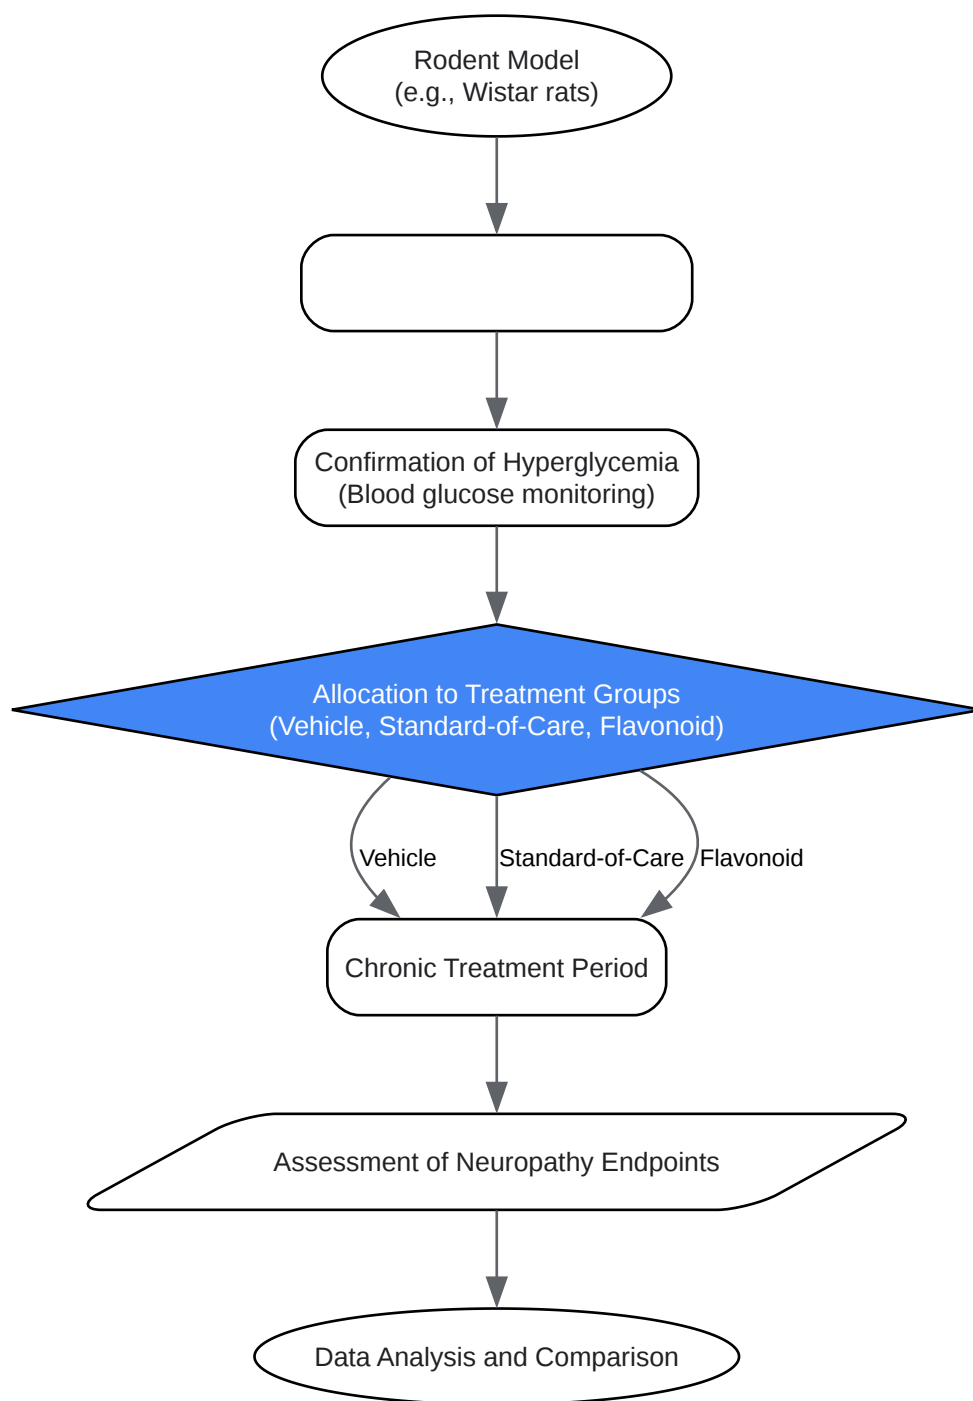 Rodent Model
(e.g., Wistar rats)
Confirmation of Hyperglycemia
(Blood glucose monitoring)
Allocation to Treatment Groups
(Vehicle, Standard-of-Care, Flavonoid)
Vehicle
Standard-of-Care
Flavonoid
Chronic Treatment Period
Assessment of Neuropathy Endpoints
Data Analysis and Comparison